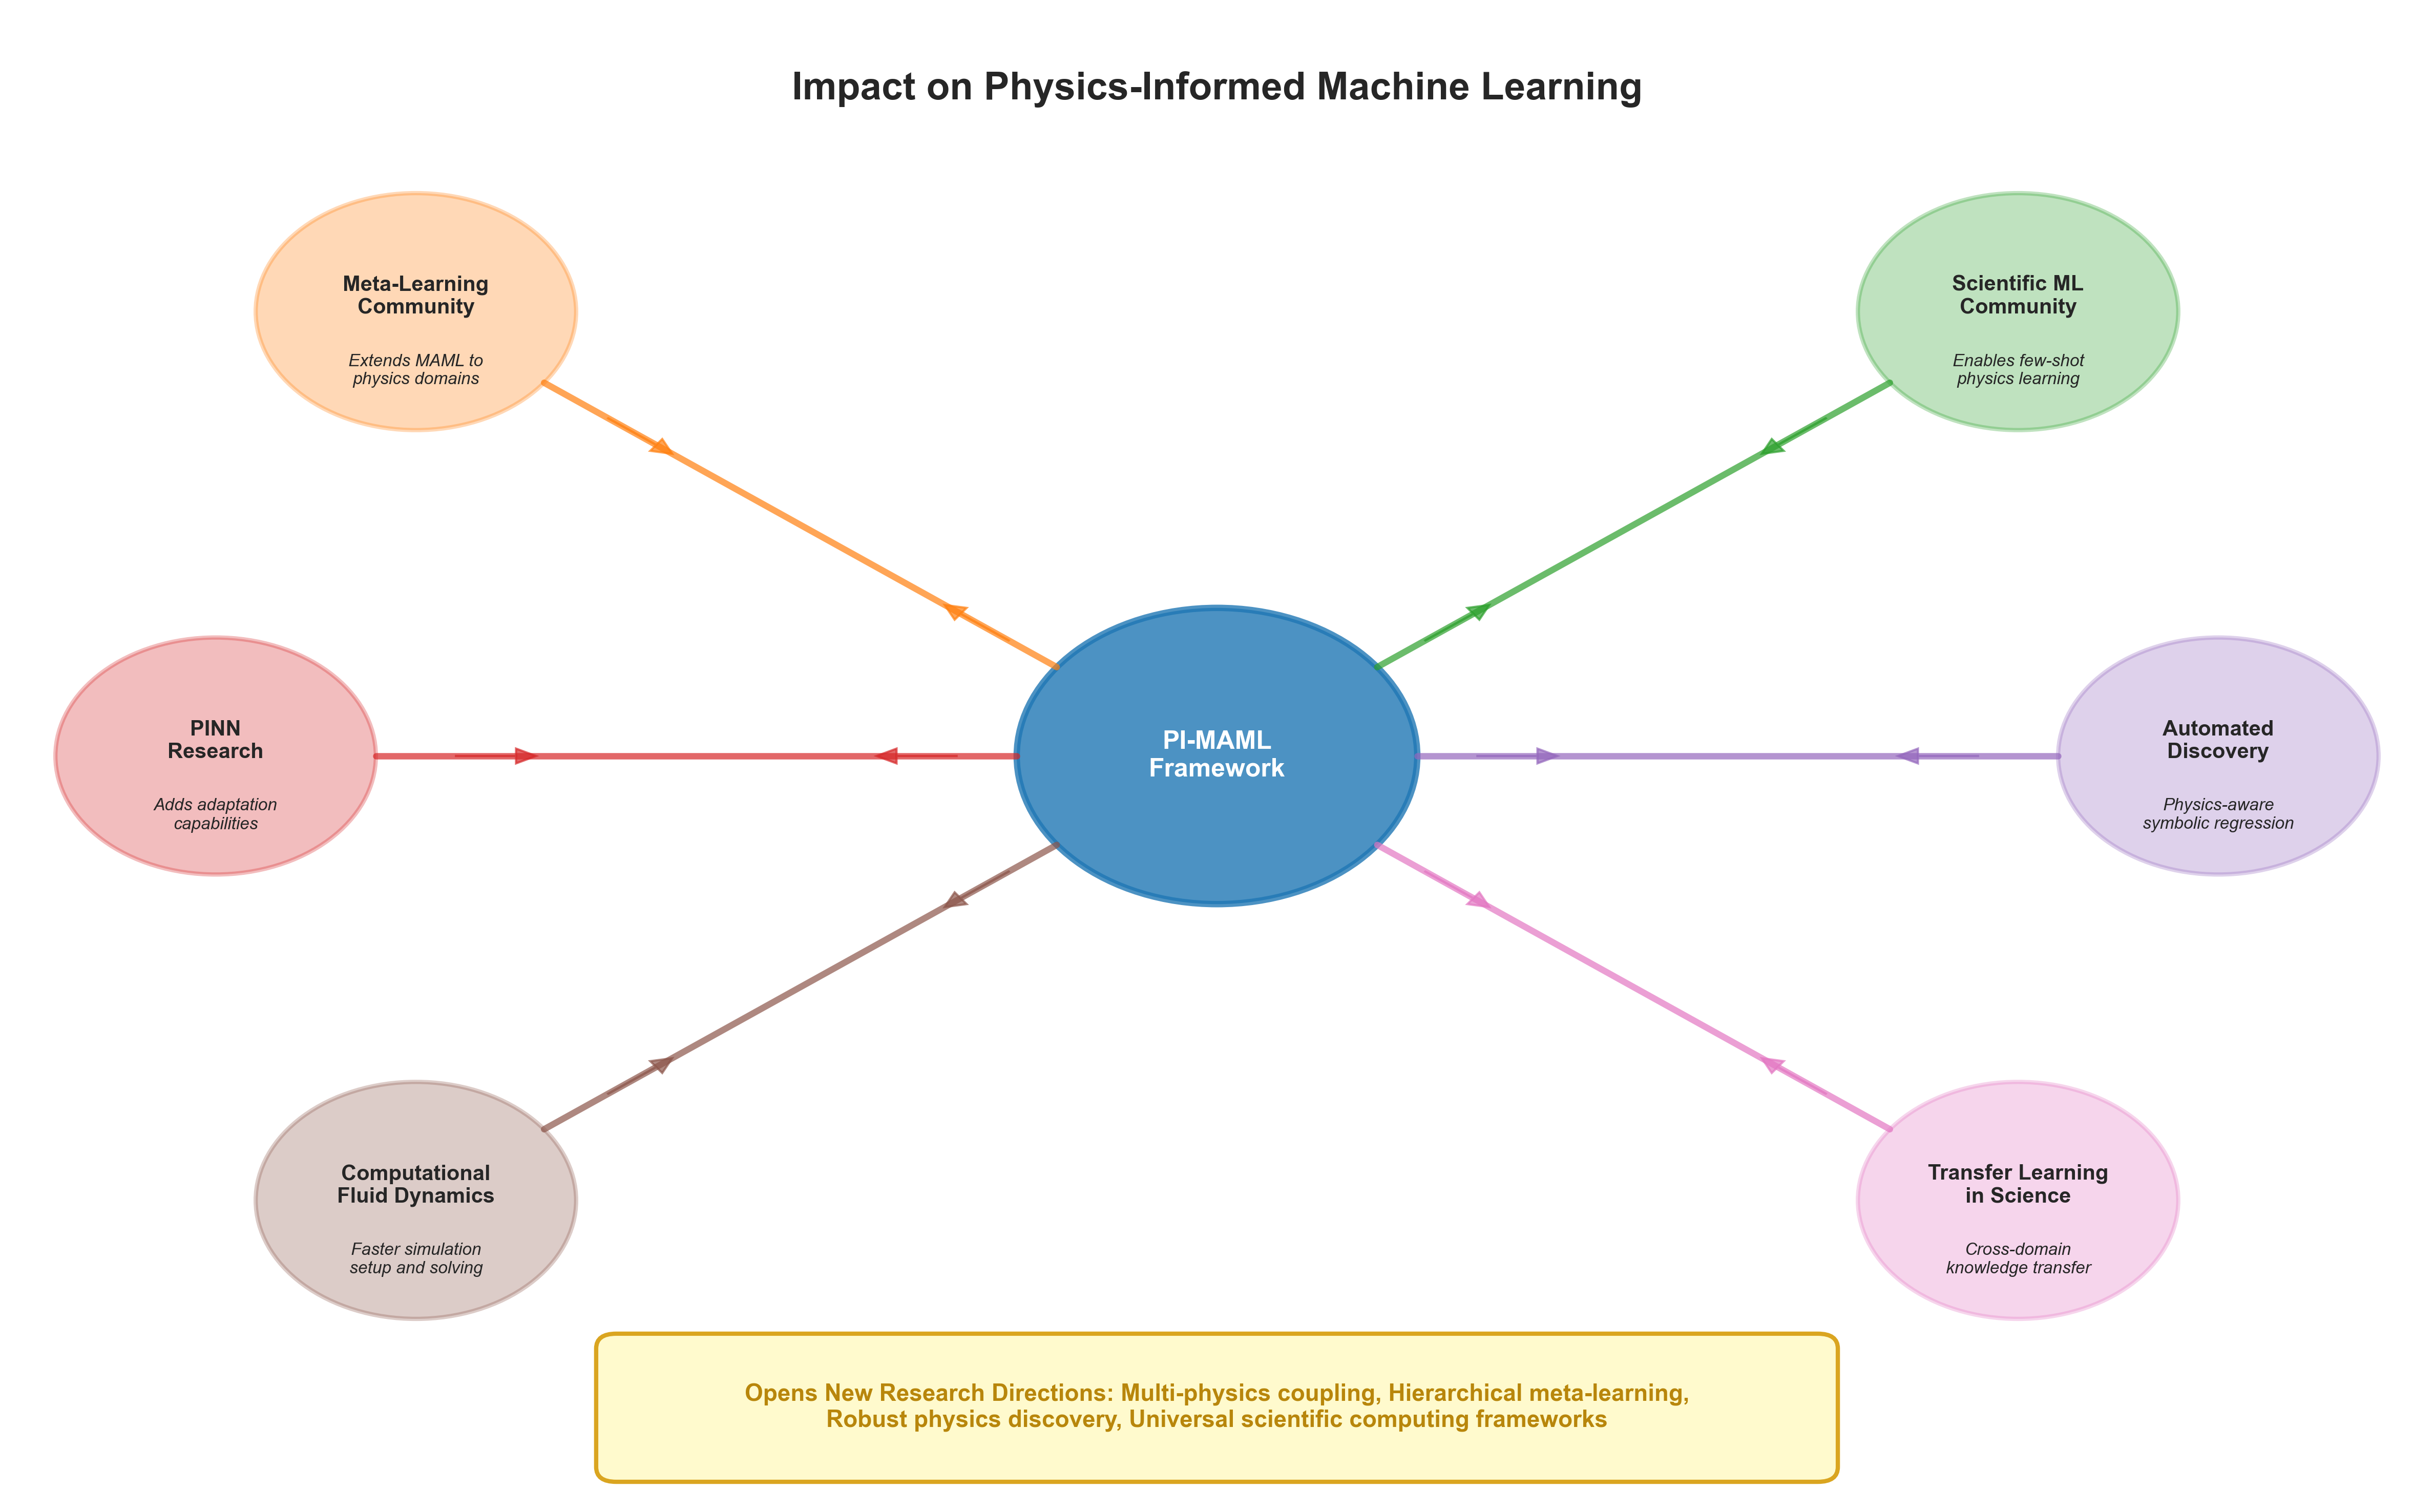 Impact on Physics-Informed Machine Learning
Meta-Learning
Community
Extends MAML to
physics domains
Scientific ML
Community
Enables few-shot
physics learning
PINN
Research
Adds adaptation
capabilities
PI-MAML
Framework
Automated
Discovery
Physics-aware
symbolic regression
Computational
Fluid Dynamics
Faster simulation
setup and solving
Transfer Learning
in Science
Cross-domain
knowledge transfer
Opens New Research Directions: Multi-physics coupling, Hierarchical meta-learning,
Robust physics discovery, Universal scientific computing frameworks